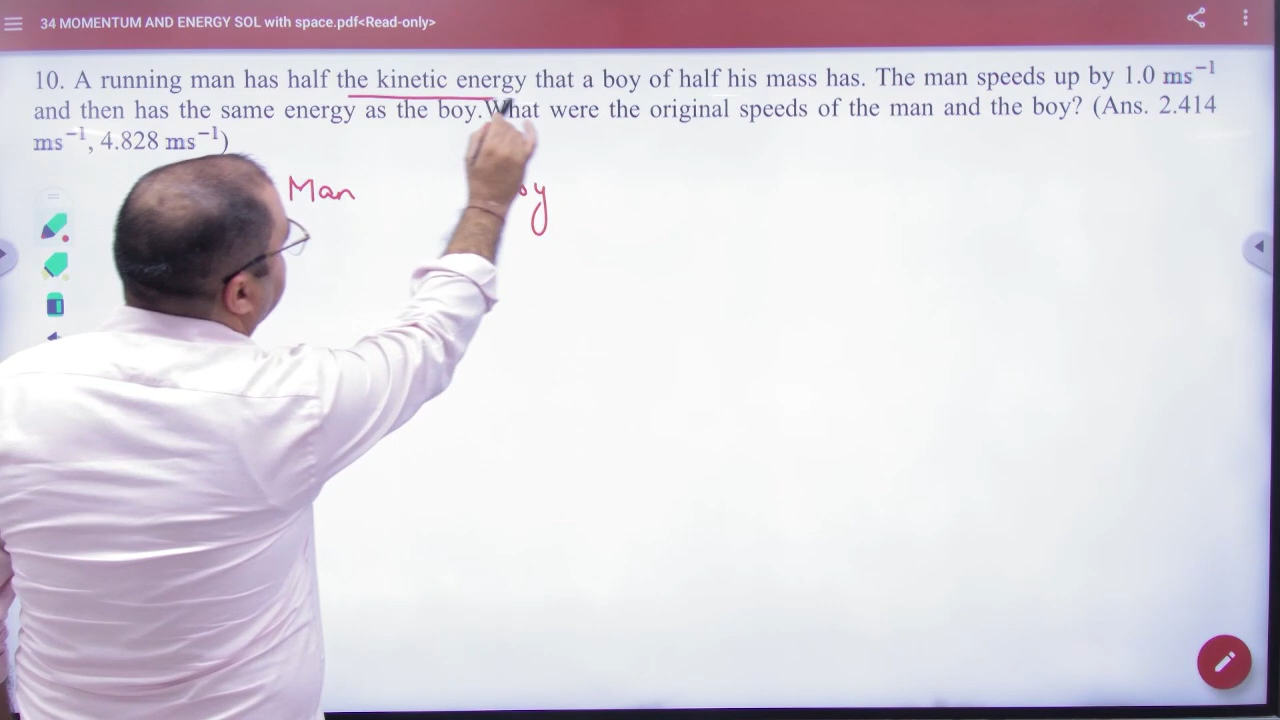 34 MOMENTUM AND ENERGY SOL with space.pdf<Read-only>
10. A running man has half the kinetic energy that a boy of half his mass has. The man speeds up by 1.0 ms⁻¹
and then has the same energy as the boy. What were the original speeds of the man and the boy? (Ans. 2.414
ms⁻¹, 4.828 ms⁻¹)
Man